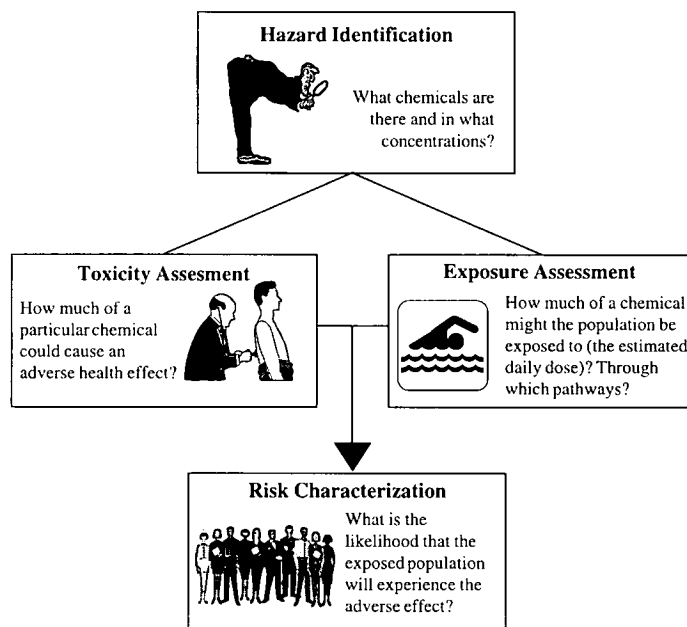 Hazard Identification
What chemicals are
there and in what
concentrations?
Toxicity Assesment
How much of a
particular chemical
could cause an
adverse health effect?
Exposure Assessment
How much of a chemical
might the population be
exposed to (the estimated
daily dose)? Through
which pathways?
Risk Characterization
What is the
likelihood that the
exposed population
will experience the
adverse effect?